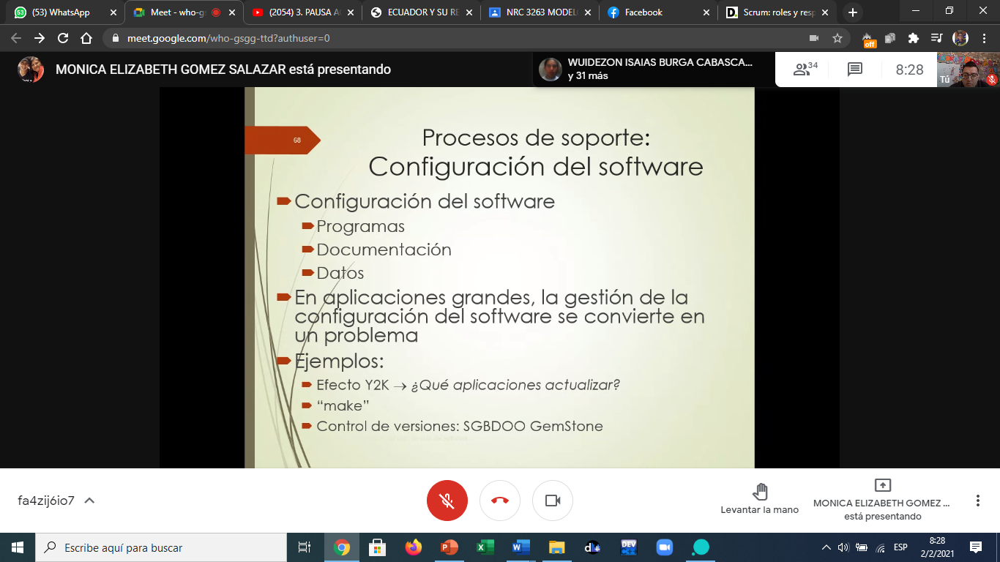 (53) WhatsApp
Meet - who-gs
(2054) 3. PAUSA A
ECUADOR Y SU RE
NRC 3263 MODEL
Facebook
Scrum: roles y resp
meet.google.com/who-gsgg-ttd?authuser=0
off
MONICA ELIZABETH GOMEZ SALAZAR está presentando
WUIDEZON ISAIAS BURGA CABASCA...
y 31 más
34
8:28
Tú
68
Procesos de soporte:
Configuración del software
Configuración del software
Programas
Documentación
Datos
En aplicaciones grandes, la gestión de la
configuración del software se convierte en
un problema
Ejemplos:
Efecto Y2K → ¿Qué aplicaciones actualizar?
“make”
Control de versiones: SGBDOO GemStone
fa4zij6io7
Levantar la mano
MONICA ELIZABETH GOMEZ ...
está presentando
Escribe aquí para buscar
DEV
ESP
8:28
2/2/2021